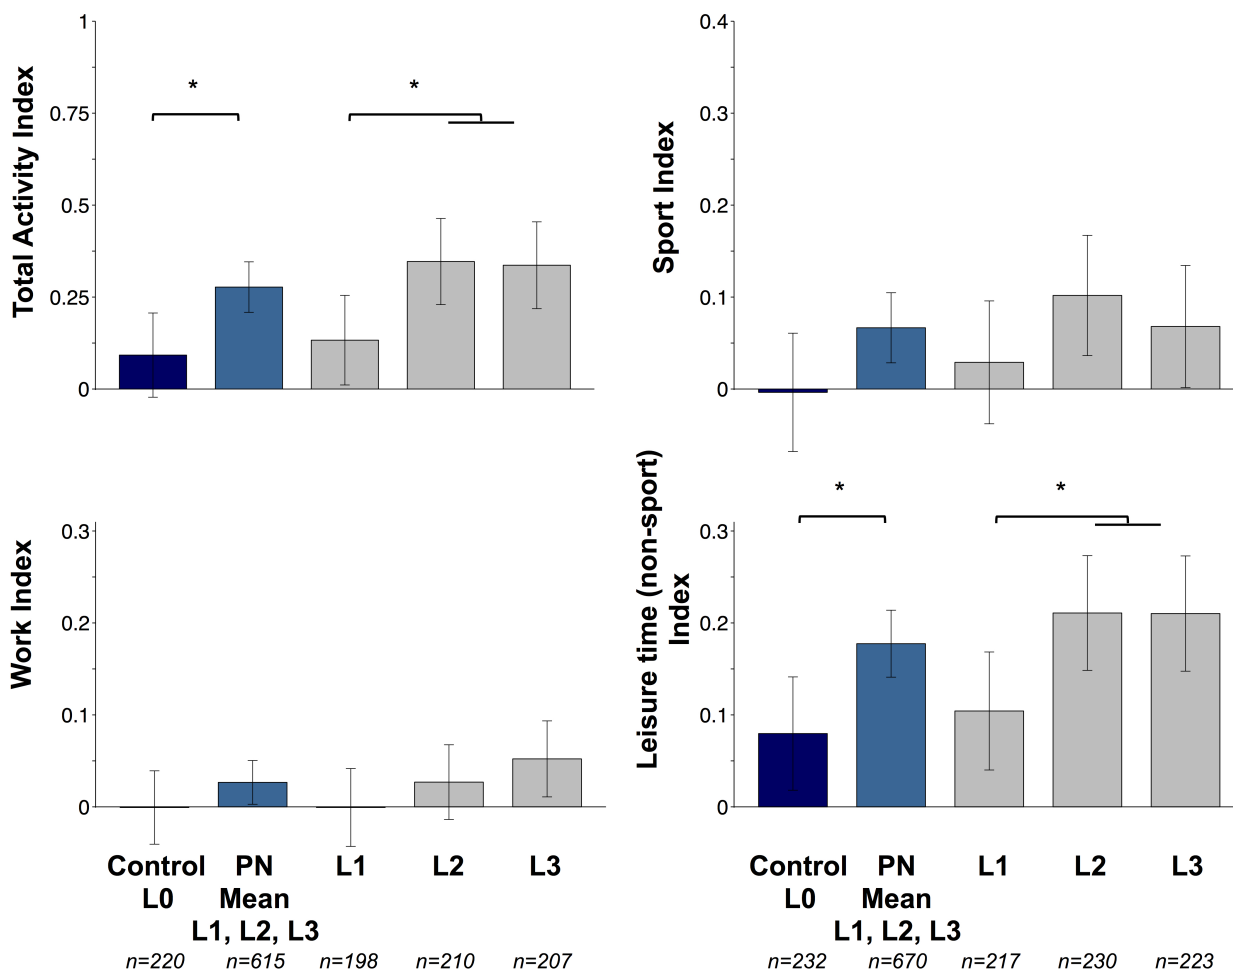 Total Activity Index
1
0.75
0.5
0.25
0
*
*
Sport Index
0.4
0.3
0.2
0.1
0
Work Index
0.3
0.2
0.1
0
Leisure time (non-sport)
Index
0.3
0.2
0.1
0
*
*
Control
L0
PN
Mean
L1, L2, L3
L1
L2
L3
n=220
n=615
n=198
n=210
n=207
Control
L0
PN
Mean
L1, L2, L3
L1
L2
L3
n=232
n=670
n=217
n=230
n=223